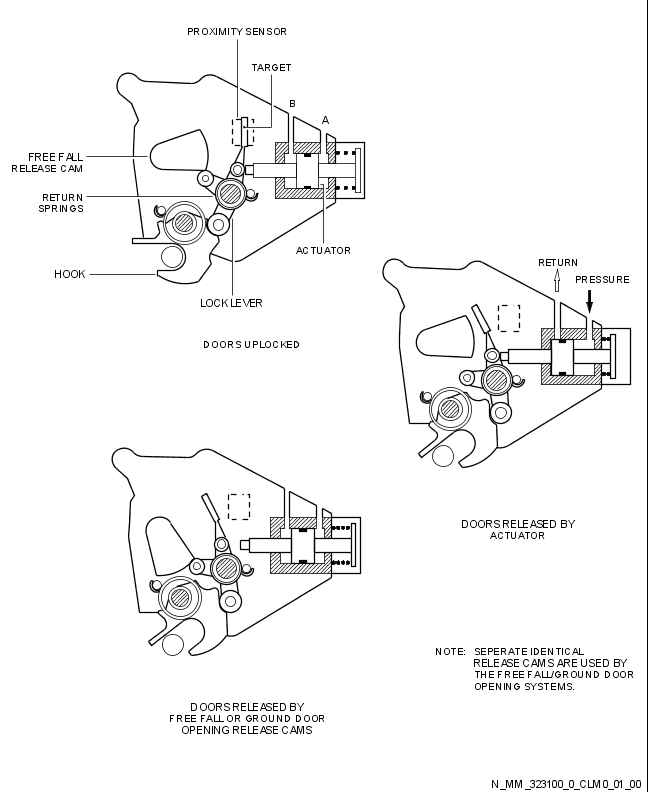 PROXIMITY SENSOR
TARGET
B
A
FREE FALL
RELEASE CAM
RETURN
SPRINGS
ACTUATOR
HOOK
LOCK LEVER
DOORS UPLOCKED
RETURN
PRESSURE
DOORS RELEASED BY
ACTUATOR
NOTE: SEPERATE IDENTICAL
RELEASE CAMS ARE USED BY
THE FREE FALL/GROUND DOOR
OPENING SYSTEMS.
DOORS RELEASED BY
FREE FALL OR GROUND DOOR
OPENING RELEASE CAMS
N_MM_323100_0_CLM0_01_00